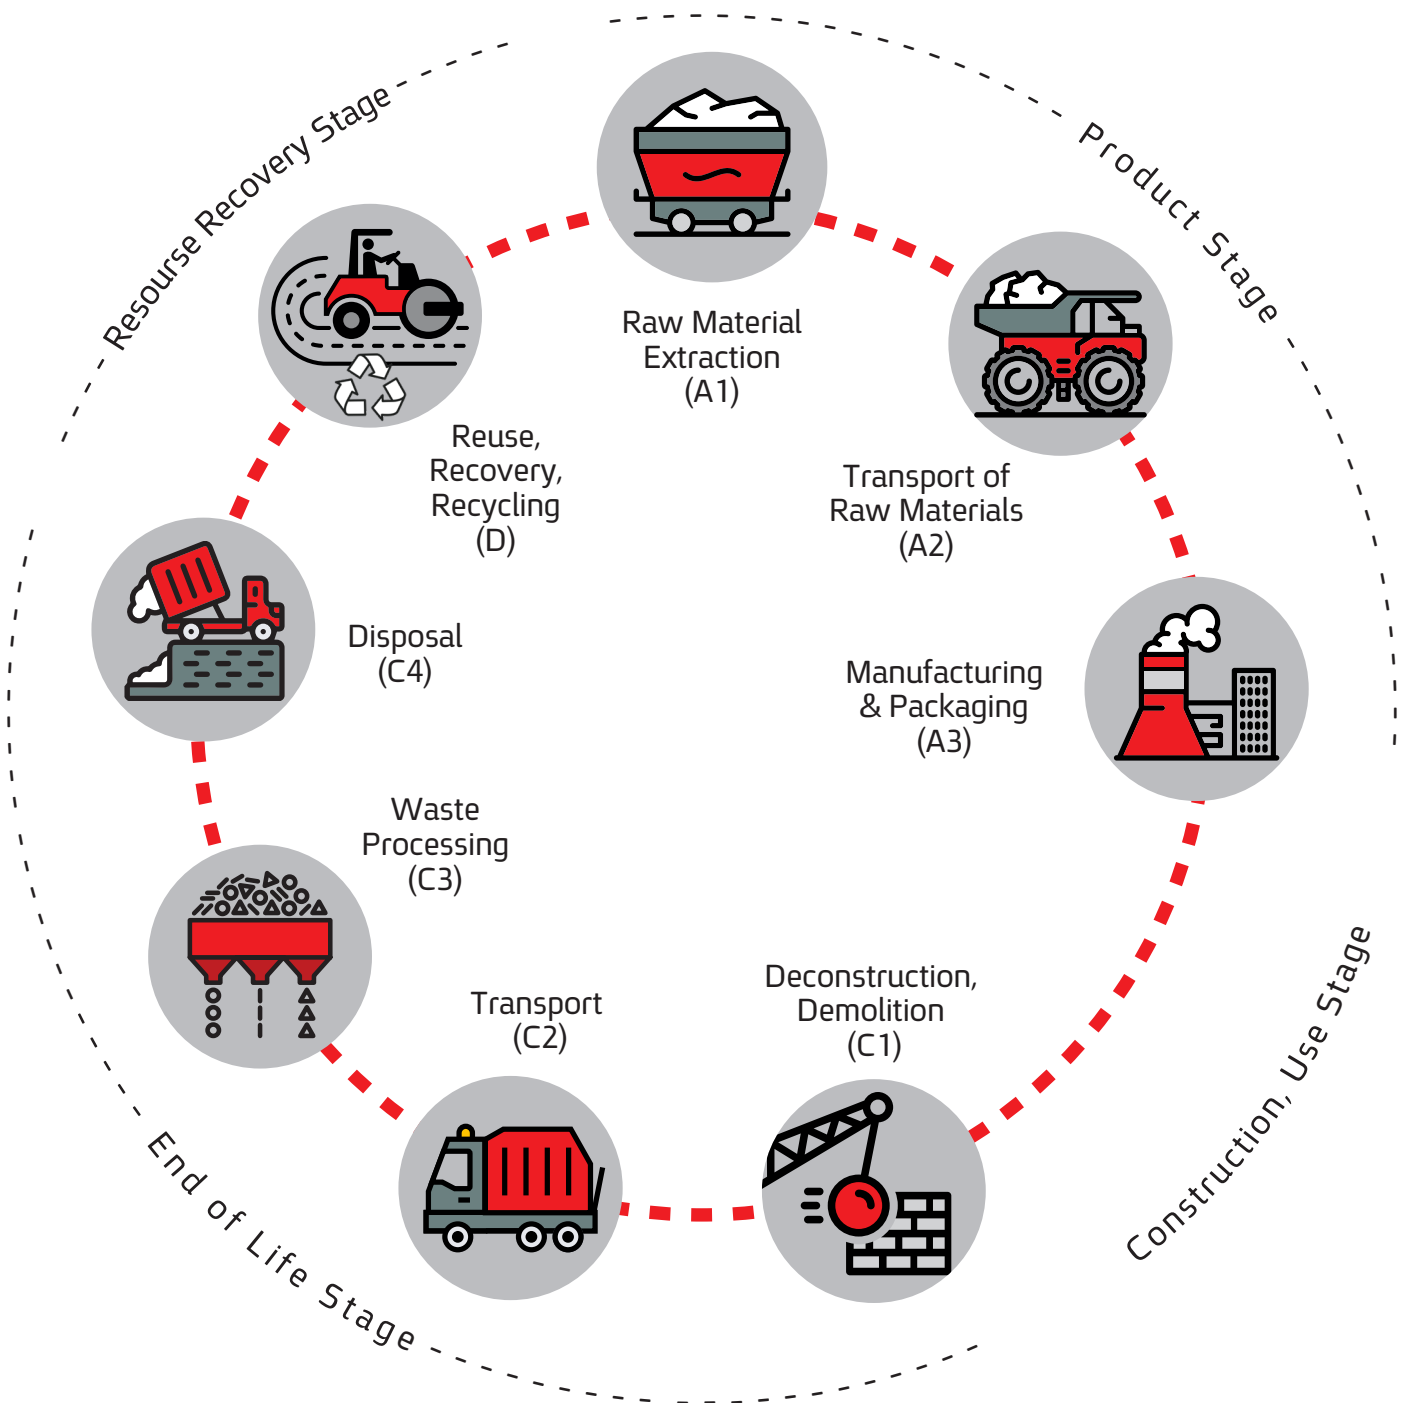 Product Stage
Raw Material
Extraction
(A1)
Transport of
Raw Materials
(A2)
Manufacturing
& Packaging
(A3)
Construction, Use Stage
Deconstruction,
Demolition
(C1)
Transport
(C2)
Waste
Processing
(C3)
Disposal
(C4)
End of Life Stage
Reuse,
Recovery,
Recycling
(D)
Resourse Recovery Stage